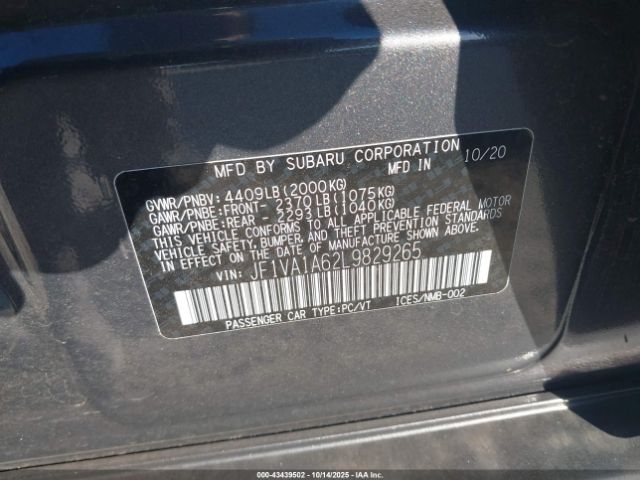 MFD BY SUBARU CORPORATION
MFD IN 10/20
GVWR/PNBV: 4409LB(2000KG)
GAWR/PNBE:FRONT- 2370LB(1075KG)
GAWR/PNBE:REAR - 2293LB(1040KG)
THIS VEHICLE CONFORMS TO ALL APPLICABLE FEDERAL MOTOR
VEHICLE SAFETY, BUMPER, AND THEFT PREVENTION STANDARDS
IN EFFECT ON THE DATE OF MANUFACTURE SHOWN ABOVE.
VIN: JF1VA1A62L9829265
PASSENGER CAR TYPE:PC/VT ICES/NMB-002
00-43439502 - 10/14/2025 - IAAI.COM